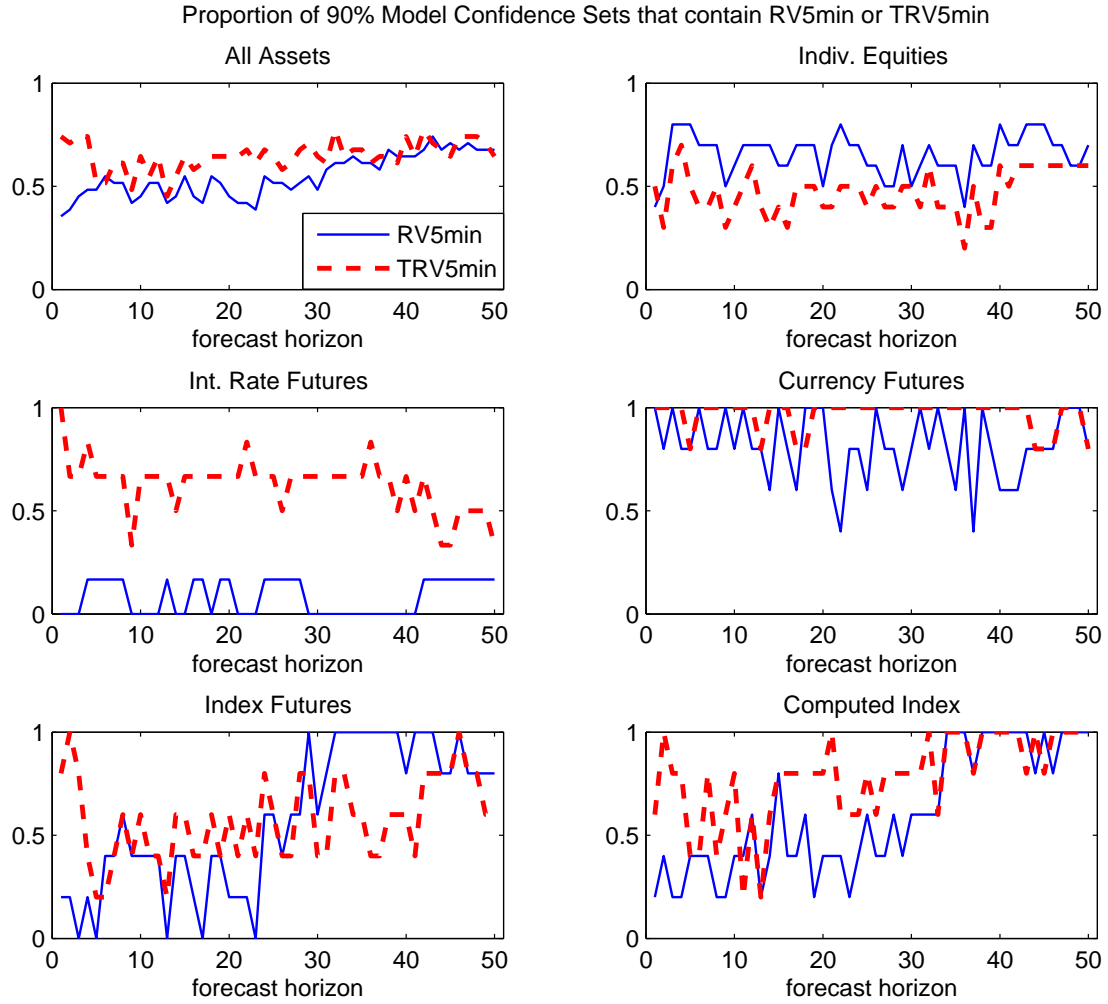 Proportion of 90% Model Confidence Sets that contain RV5min or TRV5min
All Assets
1
0.5
0
0 10 20 30 40 50
forecast horizon
RV5min
TRV5min
Indiv. Equities
1
0.5
0
0 10 20 30 40 50
forecast horizon
Int. Rate Futures
1
0.5
0
0 10 20 30 40 50
forecast horizon
Currency Futures
1
0.5
0
0 10 20 30 40 50
forecast horizon
Index Futures
1
0.5
0
0 10 20 30 40 50
forecast horizon
Computed Index
1
0.5
0
0 10 20 30 40 50
forecast horizon